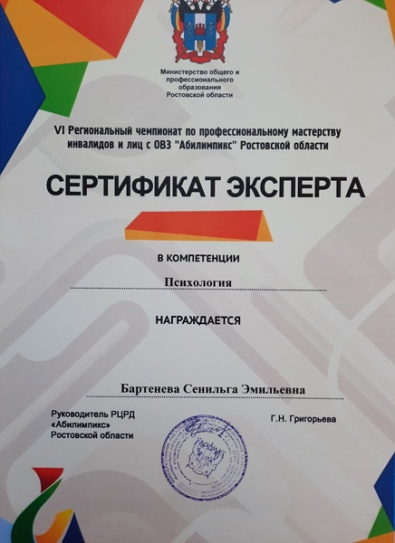 Министерство общего и
профессионального
образования
Ростовской области
VI Региональный чемпионат по профессиональному мастерству
инвалидов и лиц с ОВЗ "Абилимпикс" Ростовской области
СЕРТИФИКАТ ЭКСПЕРТА
В КОМПЕТЕНЦИИ
Психология
НАГРАЖДАЕТСЯ
Бартенева Сенильга Эмильевна
Руководитель РЦРД
«Абилимпикс»
Ростовской области
Г.Н. Григорьева